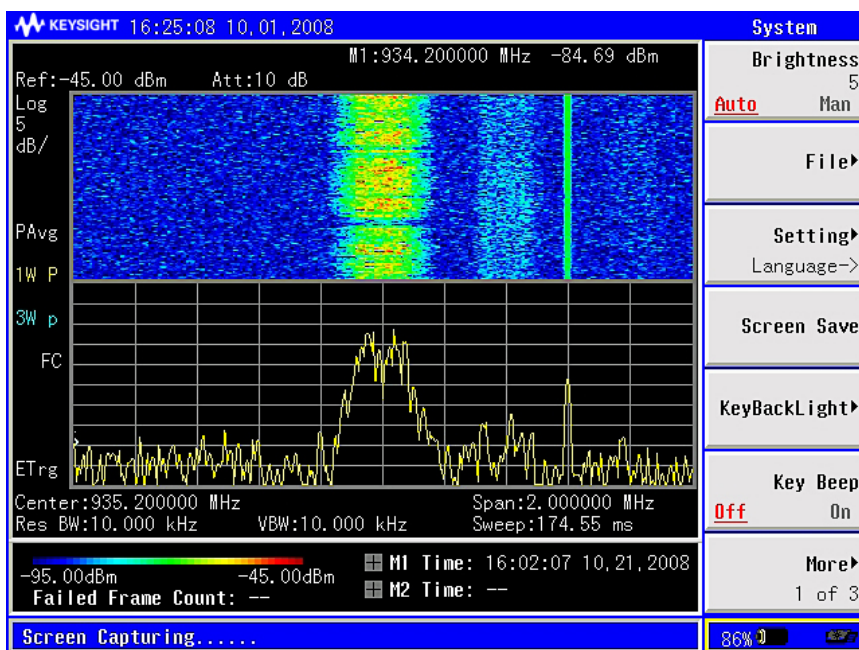 KEYSIGHT 16:25:08 10,01,2008
System
M1:934.200000 MHz -84.69 dBm
Ref:-45.00 dBm Att:10 dB
Log
5
dB/
PAvg
1W P
3W p
FC
ETrg
Center:935.200000 MHz Span:2.000000 MHz
Res BW:10.000 kHz VBW:10.000 kHz Sweep:174.55 ms
-95.00dBm -45.00dBm
Failed Frame Count: --
M1 Time: 16:02:07 10,21,2008
M2 Time: --
Screen Capturing......
Brightness
5
Auto Man
File
Setting
Language->
Screen Save
KeyBackLight
Key Beep
Off On
More
1 of 3
86%